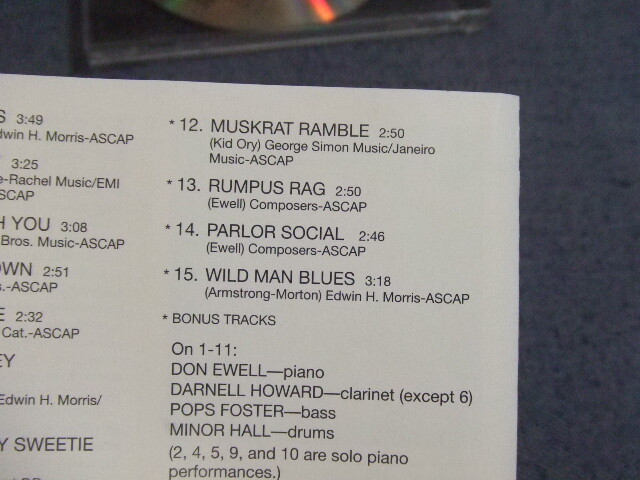 S 3:49
dwin H. Morris-ASCAP
3:25
e-Rachel Music/EMI
SCAP
H YOU 3:08
Bros. Music-ASCAP
OWN 2:51
s.-ASCAP
E 2:32
Cat.-ASCAP
EY
Edwin H. Morris/
Y SWEETIE
* 12. MUSKRAT RAMBLE 2:50
(Kid Ory) George Simon Music/Janeiro
Music-ASCAP
* 13. RUMPUS RAG 2:50
(Ewell) Composers-ASCAP
* 14. PARLOR SOCIAL 2:46
(Ewell) Composers-ASCAP
* 15. WILD MAN BLUES 3:18
(Armstrong-Morton) Edwin H. Morris-ASCAP
* BONUS TRACKS
On 1-11:
DON EWELL—piano
DARNELL HOWARD—clarinet (except 6)
POPS FOSTER—bass
MINOR HALL—drums
(2, 4, 5, 9, and 10 are solo piano
performances.)